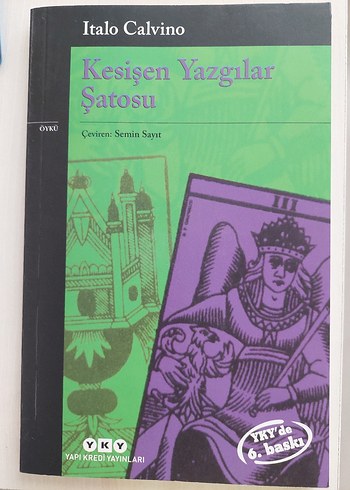 Italo Calvino
Kesişen Yazgılar
Şatosu
ÖYKÜ
Çeviren: Semin Sayıt
III
YKY'de
6. baskı
YKY
YAPI KREDİ YAYINLARI